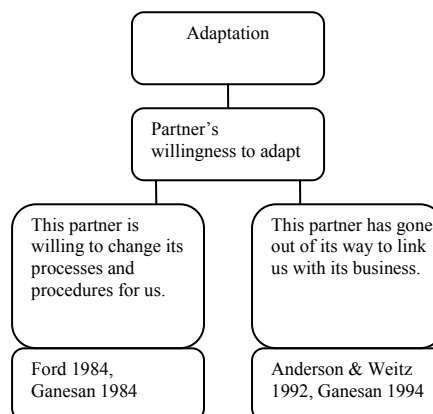 Adaptation
Partner's
willingness to adapt
This partner is
willing to change its
processes and
procedures for us.
This partner has gone
out of its way to link
us with its business.
Ford 1984,
Ganesan 1984
Anderson & Weitz
1992, Ganesan 1994